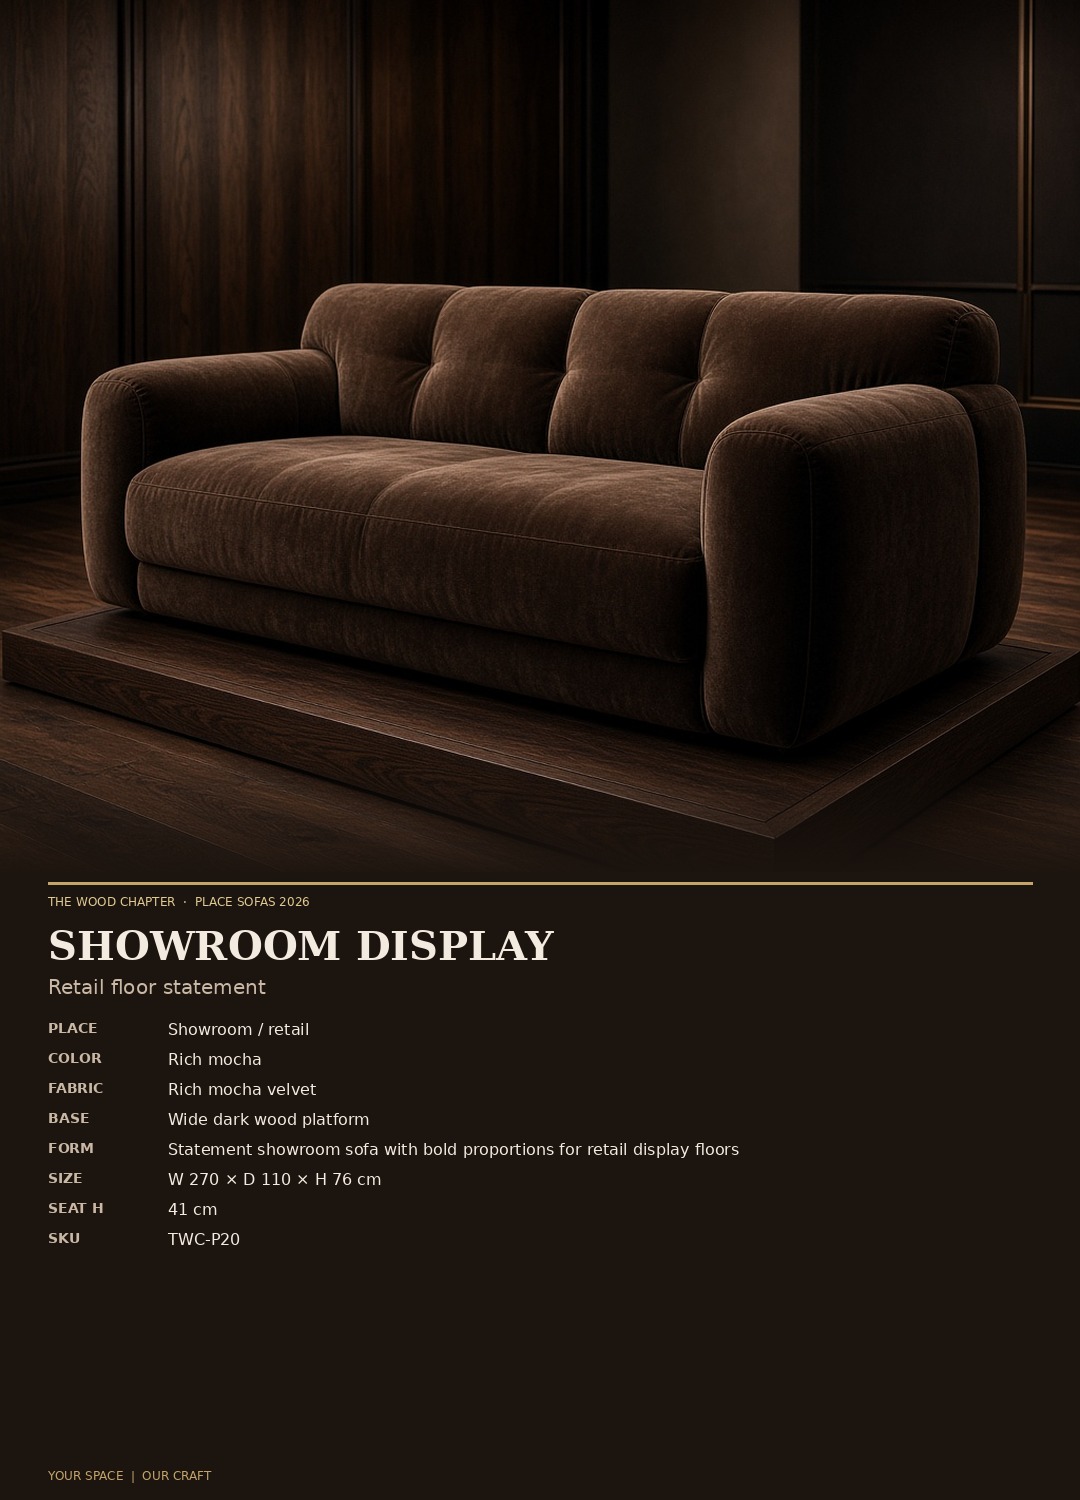 THE WOOD CHAPTER · PLACE SOFAS 2026
SHOWROOM DISPLAY
Retail floor statement
PLACE Showroom / retail
COLOR Rich mocha
FABRIC Rich mocha velvet
BASE Wide dark wood platform
FORM Statement showroom sofa with bold proportions for retail display floors
SIZE W 270 × D 110 × H 76 cm
SEAT H 41 cm
SKU TWC-P20
YOUR SPACE | OUR CRAFT